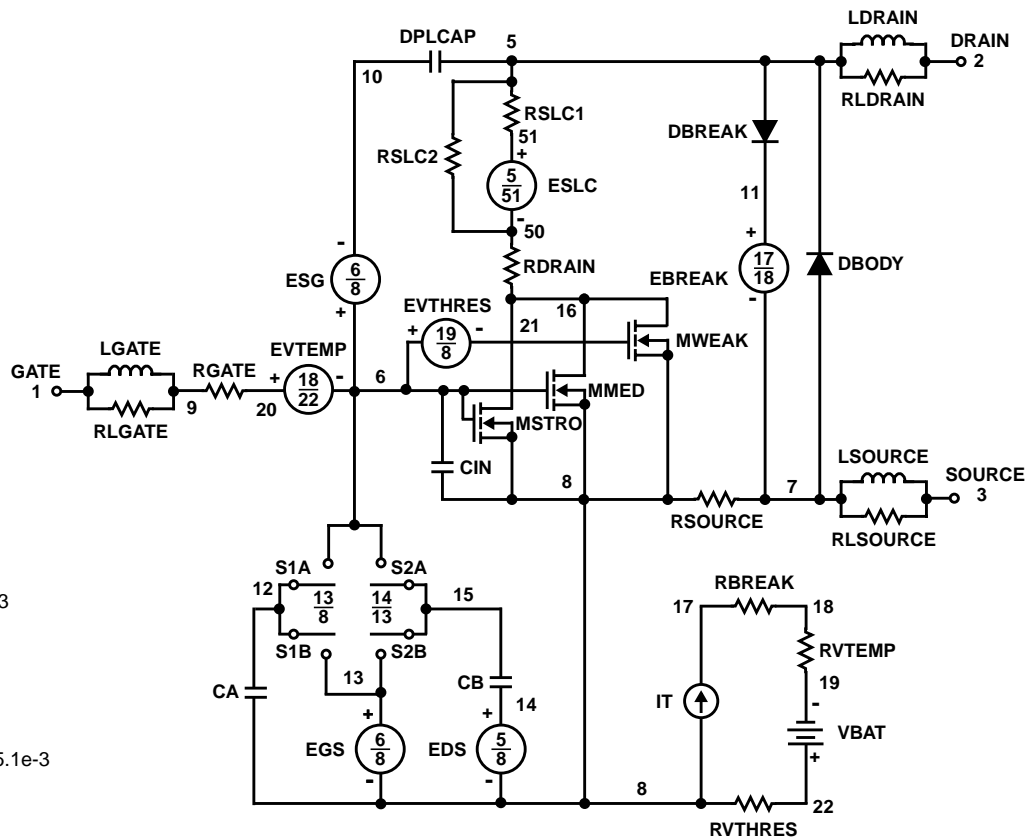 LDRAIN
DPLCAP 5 DRAIN
10 2
RSLC1 RLDRAIN
51 DBREAK
RSLC2 +
5
51 ESLC
11
- -
50 +
6
8 RDRAIN 17
18 DBODY
ESG EBREAK
+ EVTHRES 16 -
+ 19
8 - 21
LGATE EVTEMP MWEAK
GATE RGATE + 18
22 - 6
1 MMED
9 20 MSTRO
RLGATE LSOURCE
CIN 8 7 SOURCE
3
RSOURCE RLSOURCE
S1A S2A
12 13
8 14
13 15 RBREAK
3 17 18
S1B S2B RVTEMP
13 CB 19
CA 14 IT -
+ + VBAT
EGS 6
8 EDS 5
8 +
5.1e-3
- - 8 22
RVTHRES